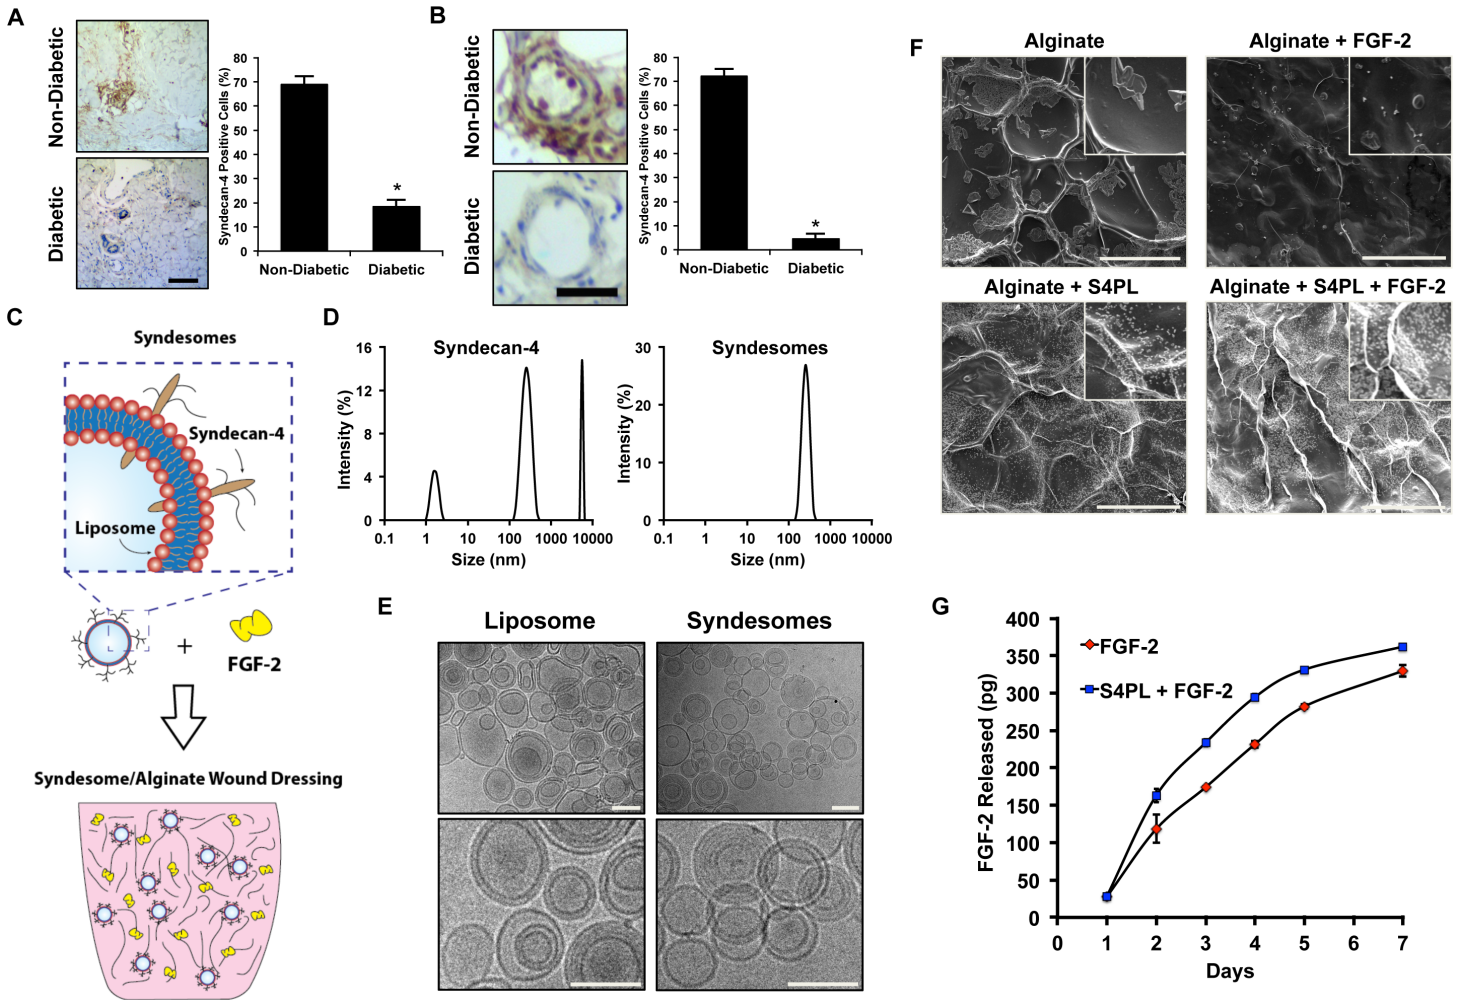 A
Non-Diabetic
Diabetic
Syndecan-4 Positive Cells (%)
80
70
60
50
40
30
20
10
0
*
Non-Diabetic Diabetic
B
Non-Diabetic
Diabetic
Syndecan-4 Positive Cells (%)
80
70
60
50
40
30
20
10
0
*
Non-Diabetic Diabetic
C
Syndesomes
Syndecan-4
Liposome
+
FGF-2
Syndesome/Alginate Wound Dressing
D
Syndecan-4
Intensity (%)
16
12
8
4
0
0.1 1 10 100 1000 10000
Size (nm)
Syndesomes
Intensity (%)
30
20
10
0
0.1 1 10 100 1000 10000
Size (nm)
E
Liposome Syndesomes
F
Alginate Alginate + FGF-2
Alginate + S4PL Alginate + S4PL + FGF-2
G
FGF-2 Released (pg)
400
350
300
250
200
150
100
50
0
FGF-2
S4PL + FGF-2
0 1 2 3 4 5 6 7
Days